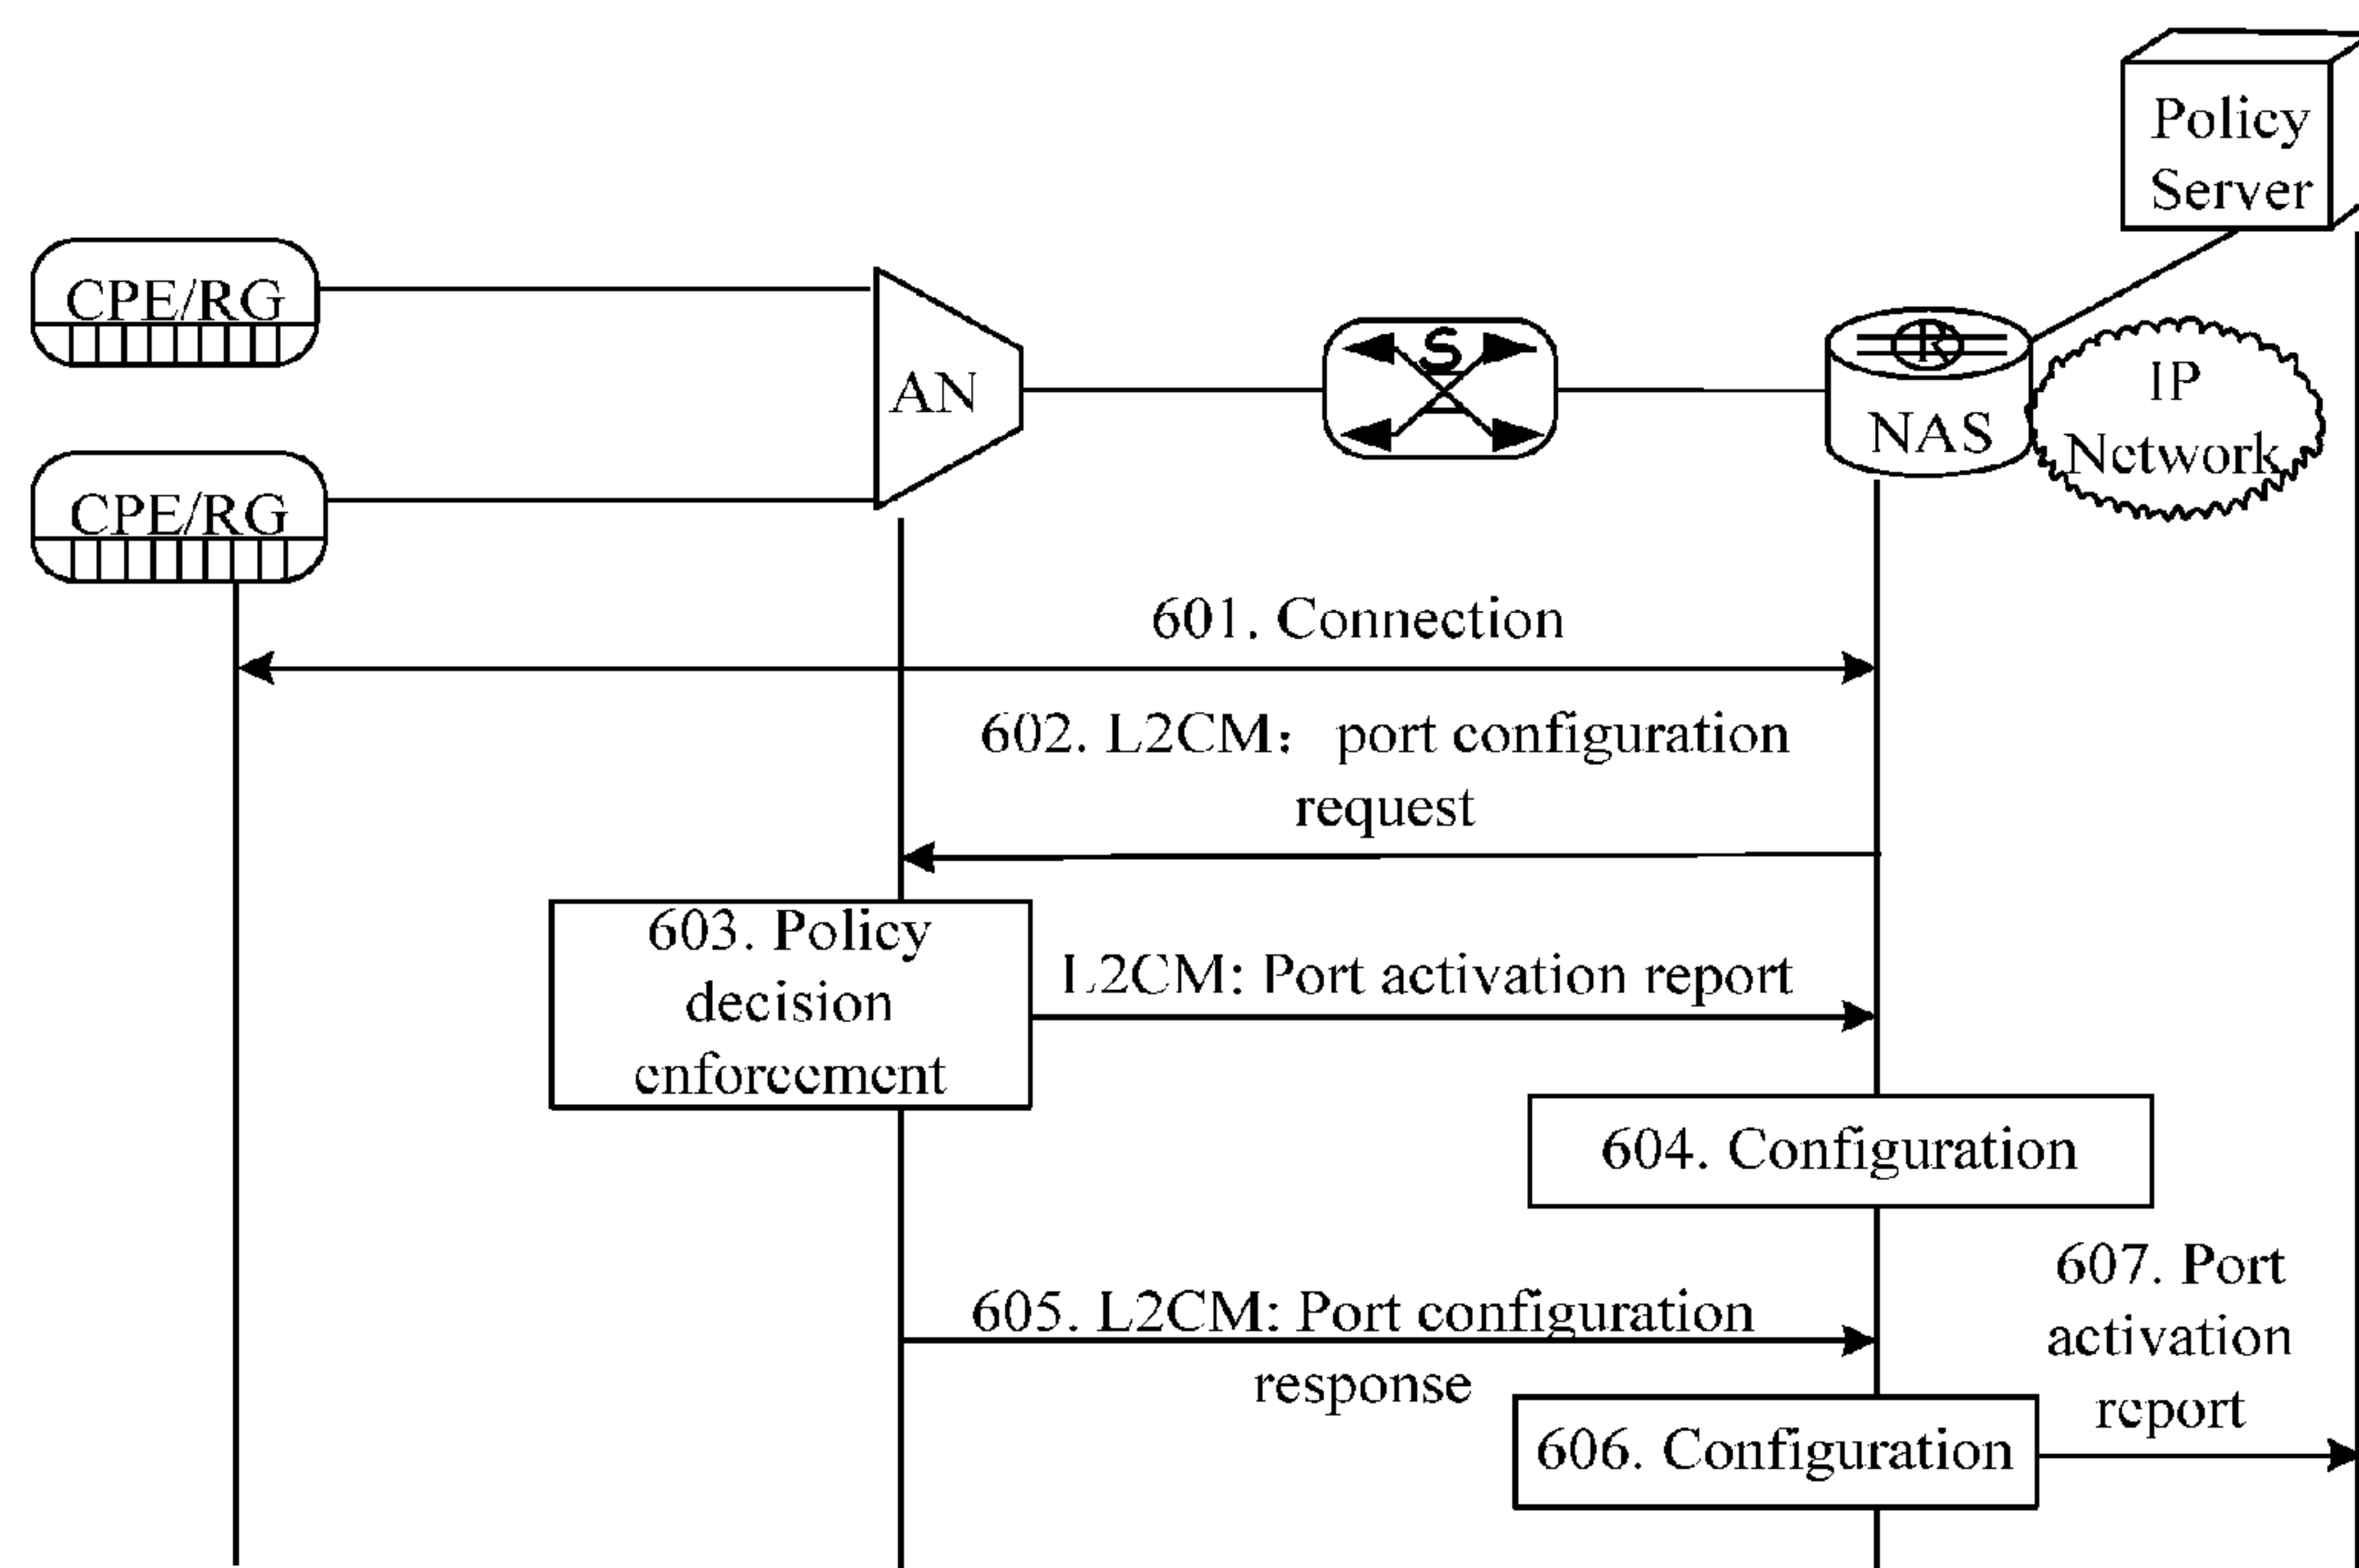 Policy
Server
CPE/RG
S
R
AN
IP
NAS
Network
CPE/RG
601. Connection
602. L2CM: port configuration
request
603. Policy
decision
enforcement
L2CM: Port activation report
604. Configuration
607. Port
activation
report
605. L2CM: Port configuration
response
606. Configuration